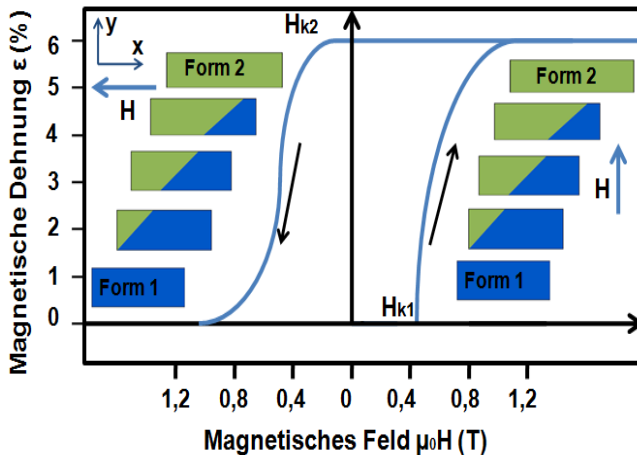 Magnetische Dehnung ε (%)
6
5
4
3
2
1
0
y
x
H
Form 2
Form 1
Hk2
Hk1
Form 2
H
Form 1
1,2
0,8
0,4
0
0,4
0,8
1,2
Magnetisches Feld μ₀H (T)